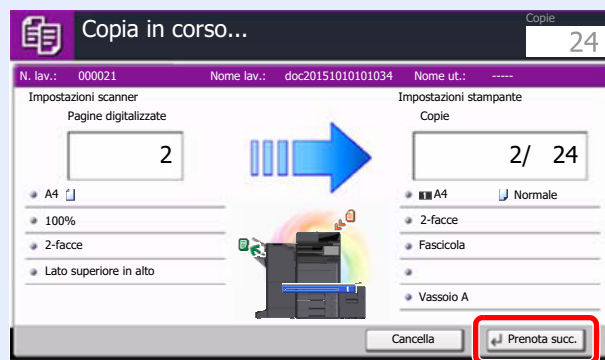 Copia in corso...
Copie
24
N. lav.: 000021 Nome lav.: doc20151010101034 Nome ut.: -----
Impostazioni scanner
Pagine digitalizzate
2
A4
100%
2-facce
Lato superiore in alto
Impostazioni stampante
Copie
2/ 24
1 A4 Normale
2-facce
Fascicola
Vassoio A
Cancella
Prenota succ.